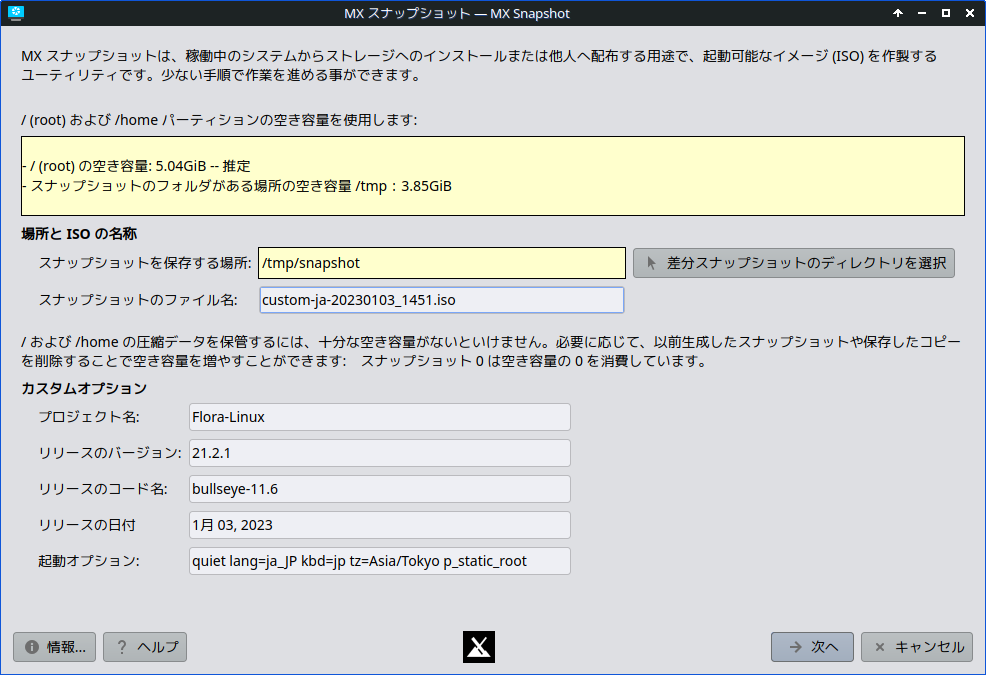 MX スナップショット — MX Snapshot
MX スナップショットは、稼働中のシステムからストレージへのインストールまたは他人へ配布する用途で、起動可能なイメージ (ISO) を作製する
ユーティリティです。少ない手順で作業を進める事ができます。
/ (root) および /home パーティションの空き容量を使用します:
- / (root) の空き容量: 5.04GiB -- 推定
- スナップショットのフォルダがある場所の空き容量 /tmp : 3.85GiB
場所と ISO の名称
スナップショットを保存する場所: /tmp/snapshot 差分スナップショットのディレクトリを選択
スナップショットのファイル名: custom-ja-20230103_1451.iso
/ および /home の圧縮データを保管するには、十分な空き容量がないといけません。必要に応じて、以前生成したスナップショットや保存したコピー
を削除することで空き容量を増やすことができます: スナップショット 0 は空き容量の 0 を消費しています。
カスタムオプション
プロジェクト名: Flora-Linux
リリースのバージョン: 21.2.1
リリースのコード名: bullseye-11.6
リリースの日付 1月 03, 2023
起動オプション: quiet lang=ja_JP kbd=jp tz=Asia/Tokyo p_static_root
情報... ヘルプ 次へ キャンセル